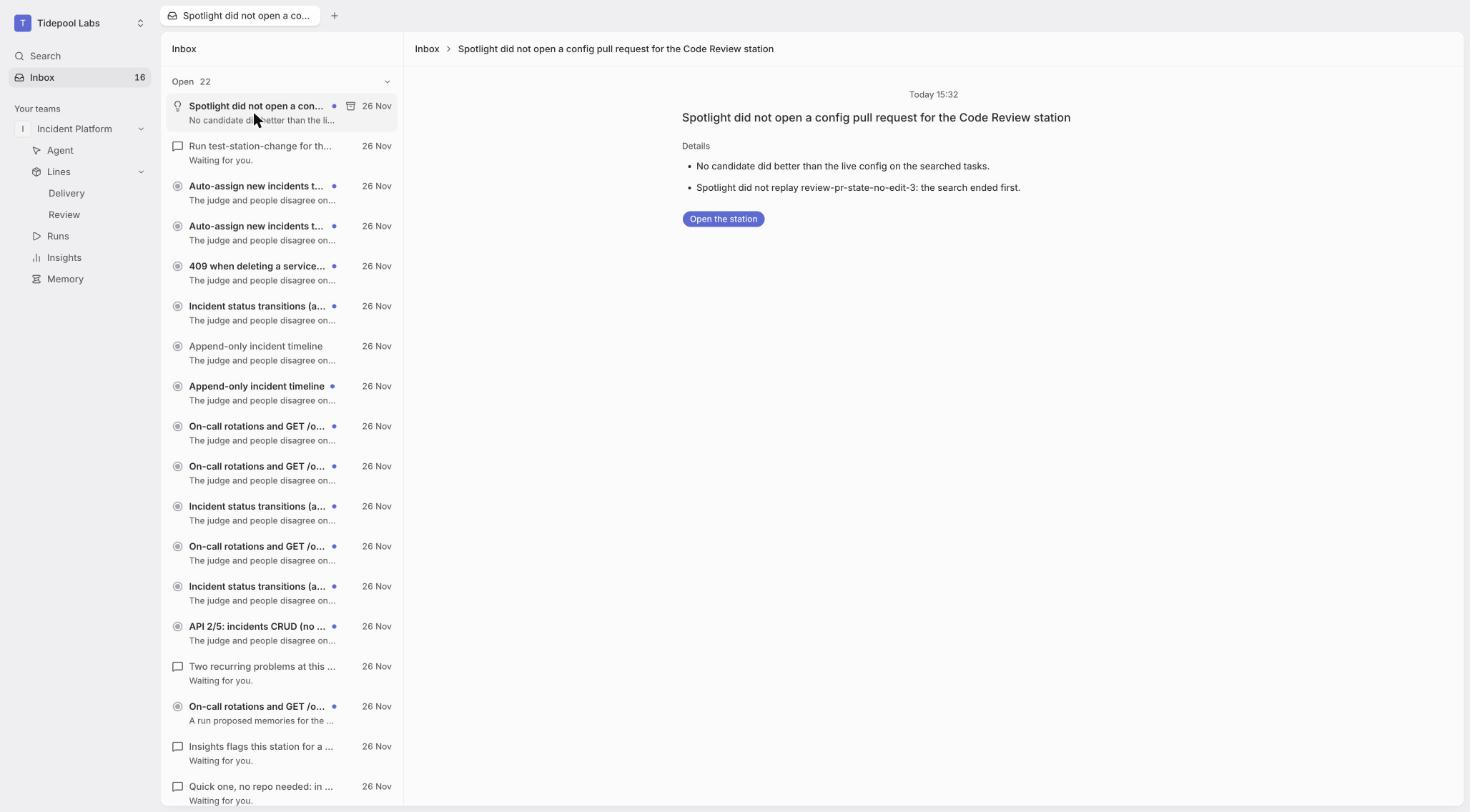 T Tidepool Labs
Search
Inbox 16
Your teams
I Incident Platform
Agent
Lines
Delivery
Review
Runs
Insights
Memory
Spotlight did not open a co...
Inbox
Open 22
Spotlight did not open a con... 26 Nov
No candidate di better than the li...
Run test-station-change for th... 26 Nov
Waiting for you.
Auto-assign new incidents t... 26 Nov
The judge and people disagree on...
Auto-assign new incidents t... 26 Nov
The judge and people disagree on...
409 when deleting a service... 26 Nov
The judge and people disagree on...
Incident status transitions (a... 26 Nov
The judge and people disagree on...
Append-only incident timeline 26 Nov
The judge and people disagree on...
Append-only incident timeline 26 Nov
The judge and people disagree on...
On-call rotations and GET /o... 26 Nov
The judge and people disagree on...
On-call rotations and GET /o... 26 Nov
The judge and people disagree on...
Incident status transitions (a... 26 Nov
The judge and people disagree on...
On-call rotations and GET /o... 26 Nov
The judge and people disagree on...
Incident status transitions (a... 26 Nov
The judge and people disagree on...
API 2/5: incidents CRUD (no ... 26 Nov
The judge and people disagree on...
Two recurring problems at this ... 26 Nov
Waiting for you.
On-call rotations and GET /o... 26 Nov
A run proposed memories for the ...
Insights flags this station for a ... 26 Nov
Waiting for you.
Quick one, no repo needed: in ... 26 Nov
Waiting for you.
Inbox > Spotlight did not open a config pull request for the Code Review station
Today 15:32
Spotlight did not open a config pull request for the Code Review station
Details
• No candidate did better than the live config on the searched tasks.
• Spotlight did not replay review-pr-state-no-edit-3: the search ended first.
Open the station